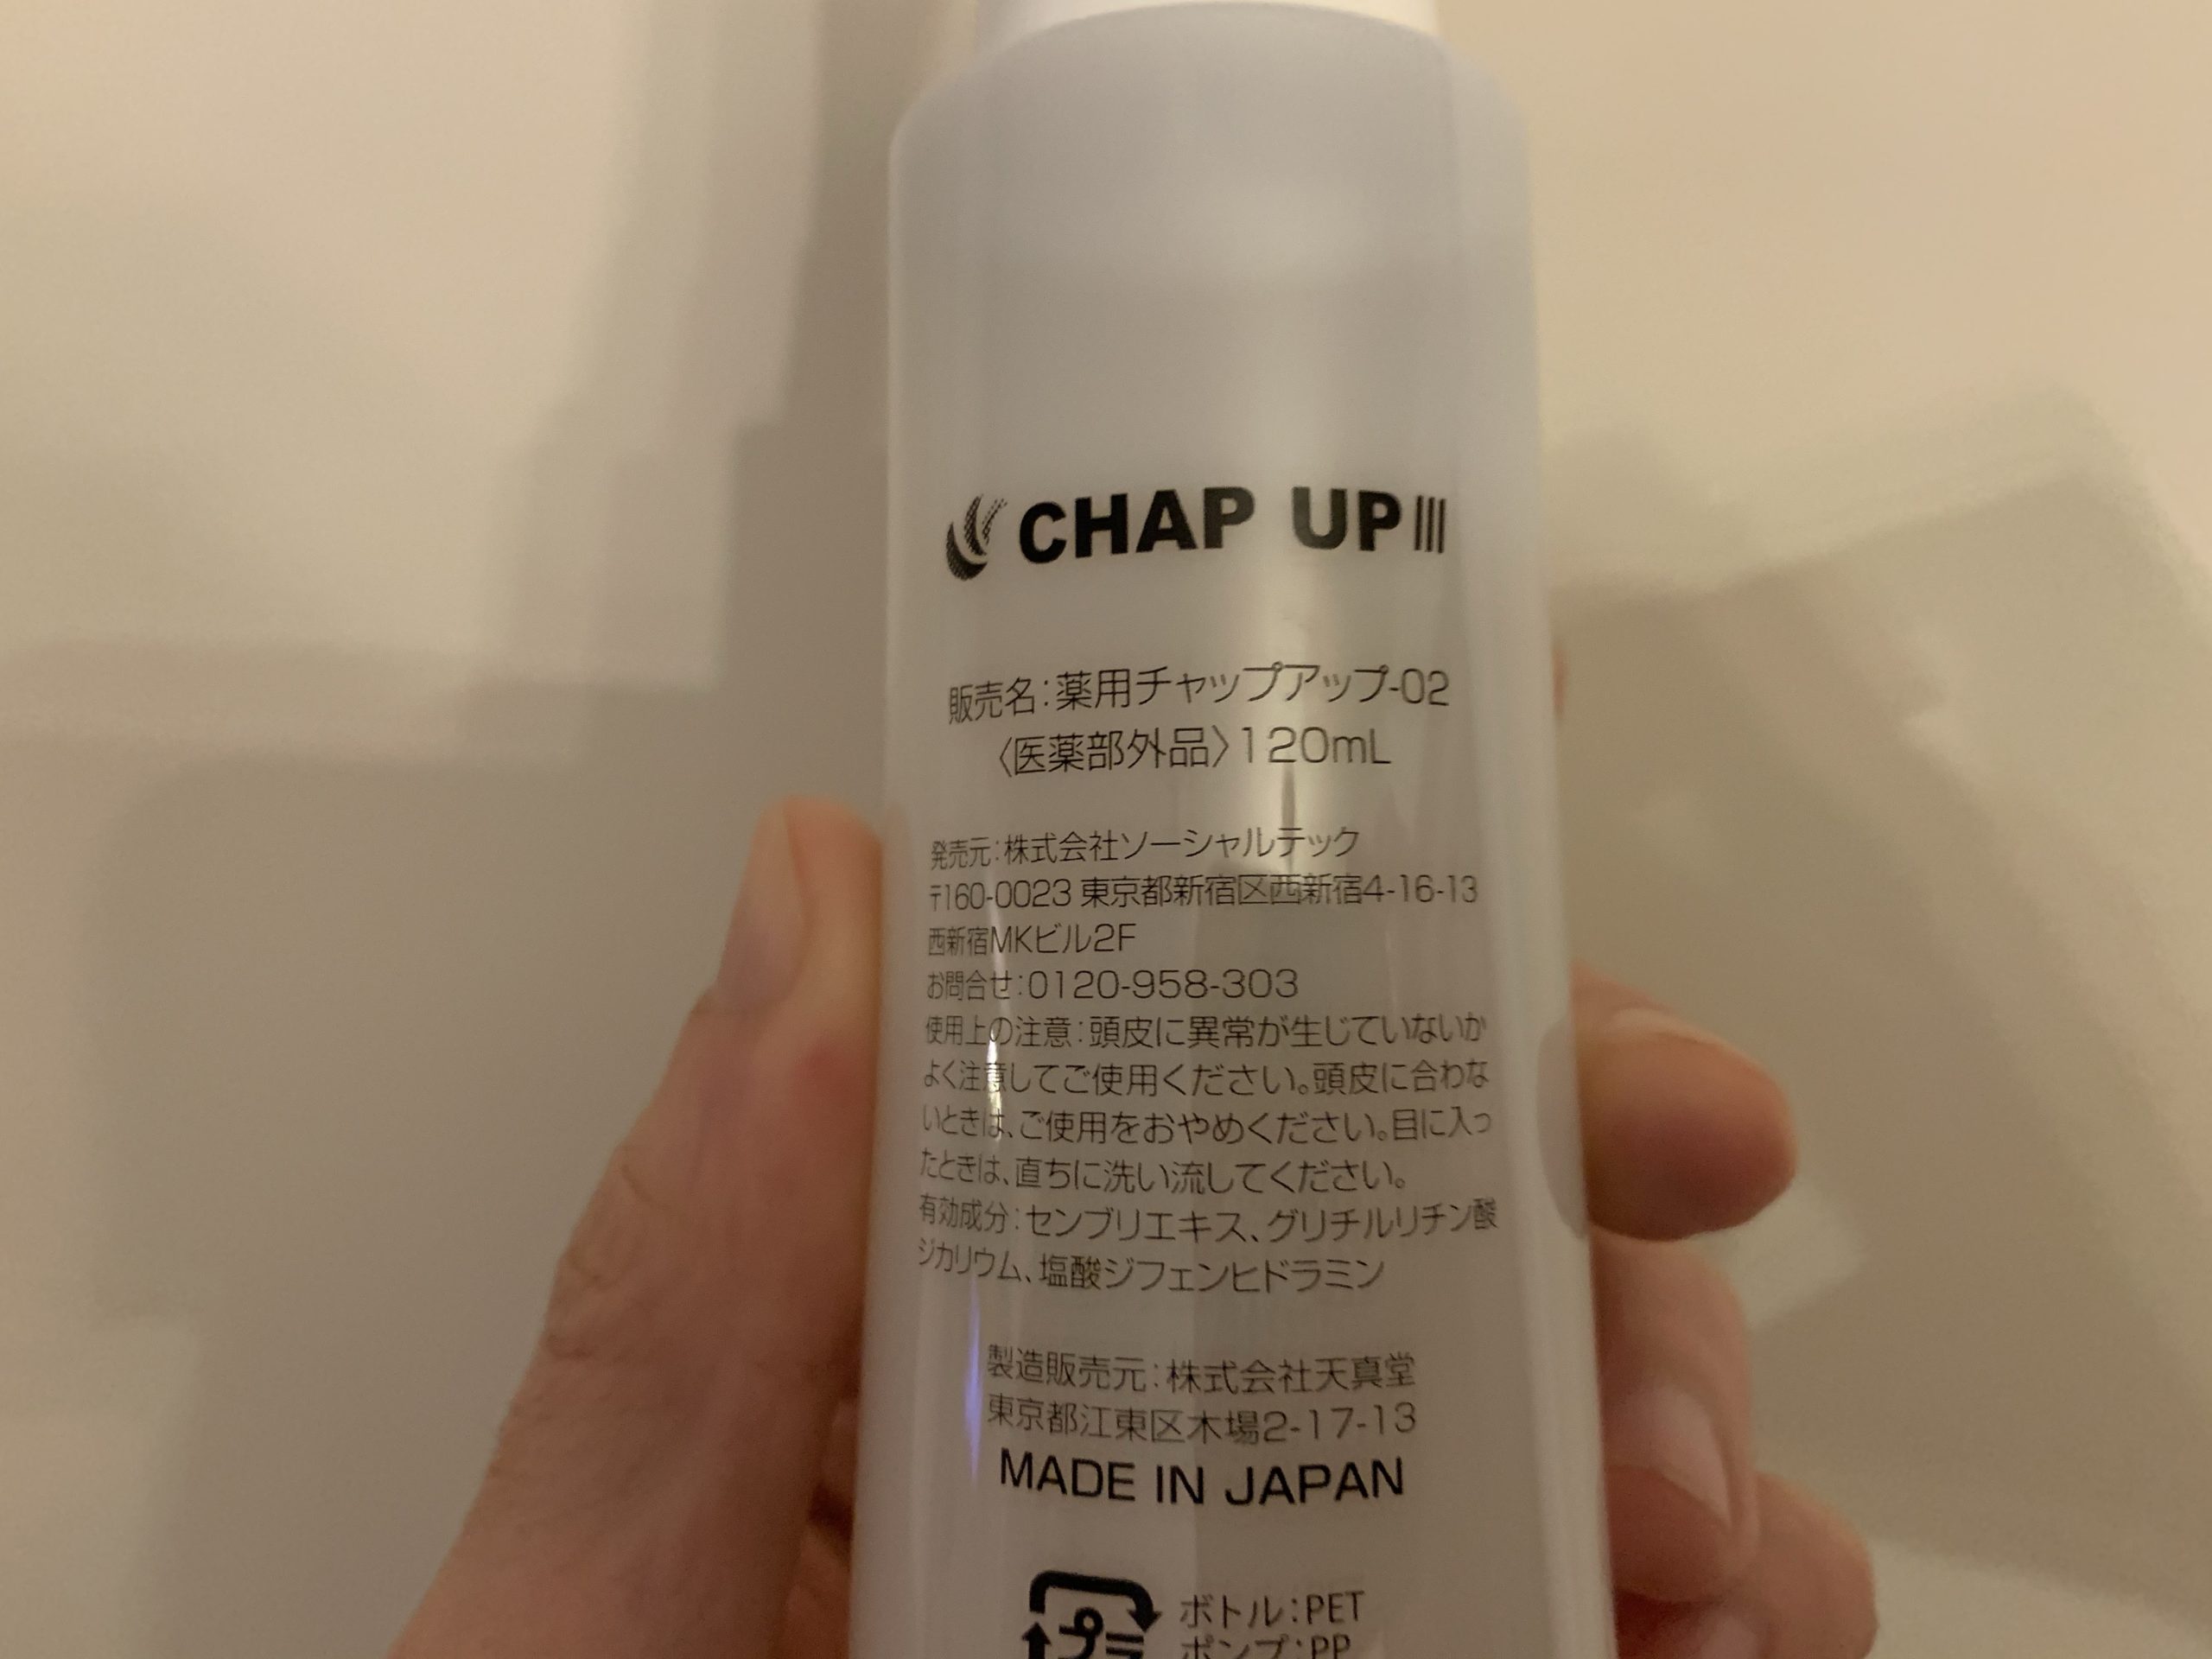 CHAP UP III
販売名:薬用チャップアップ-02
〈医薬部外品〉120mL
発売元:株式会社ソーシャルテック
〒160-0023 東京都新宿区西新宿4-16-13
西新宿MKビル2F
お問合せ:0120-958-303
使用上の注意:頭皮に異常が生じていないか
よく注意してご使用ください。頭皮に合わな
いときは、ご使用をおやめください。目に入っ
たときは、直ちに洗い流してください。
有効成分:センブリエキス、グリチルリチン酸
ジカリウム、塩酸ジフェンヒドラミン
製造販売元:株式会社天真堂
東京都江東区木場2-17-13
MADE IN JAPAN
プラ
ボトル:PET
ポンプ:PP